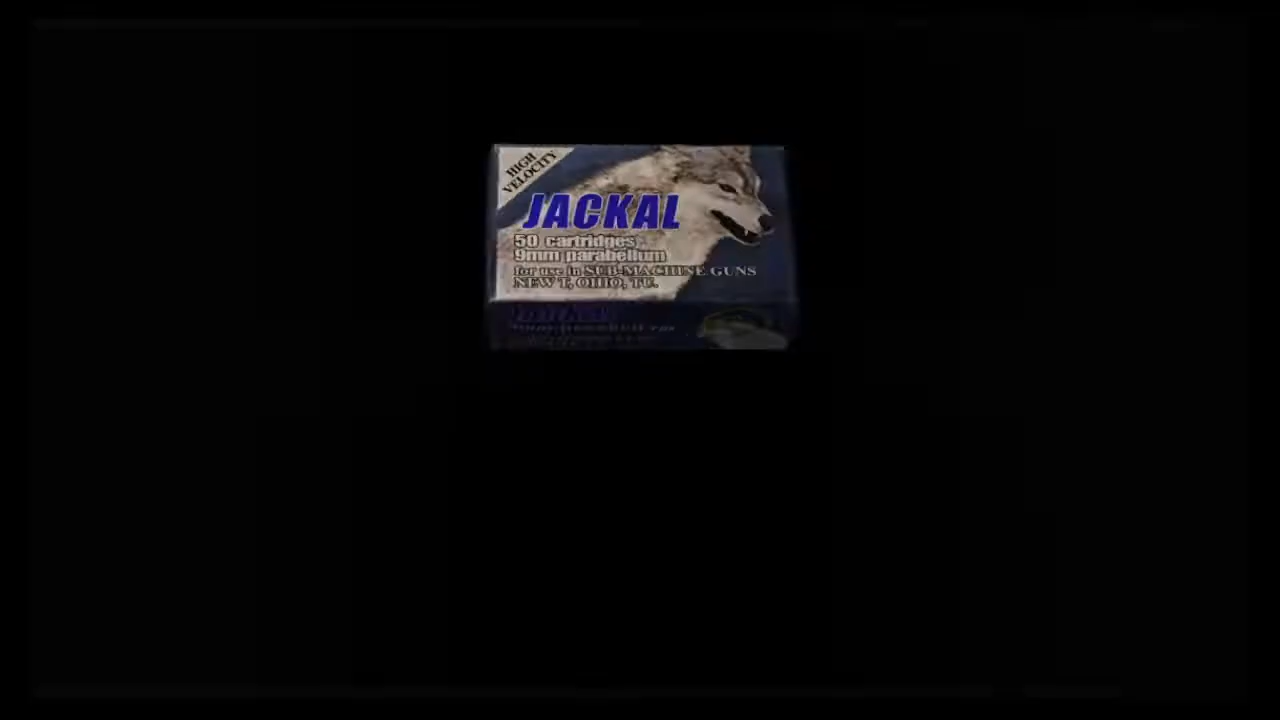 HIGH
VELOCITY
JACKAL
50 cartridges
9mm parabellum
for use in SUB-MACHINE GUNS
NEW T, OHIO, TU.